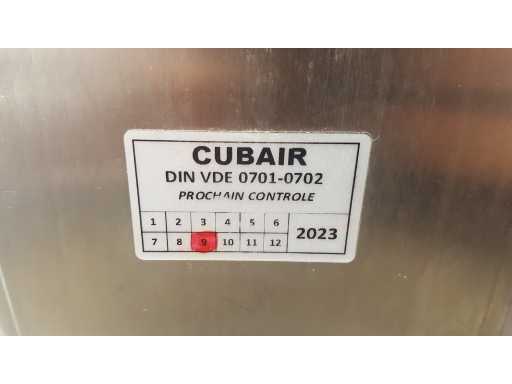 CUBAIR
DIN VDE 0701-0702
PROCHAIN CONTROLE
1 2 3 4 5 6
7 8 9 10 11 12
2023